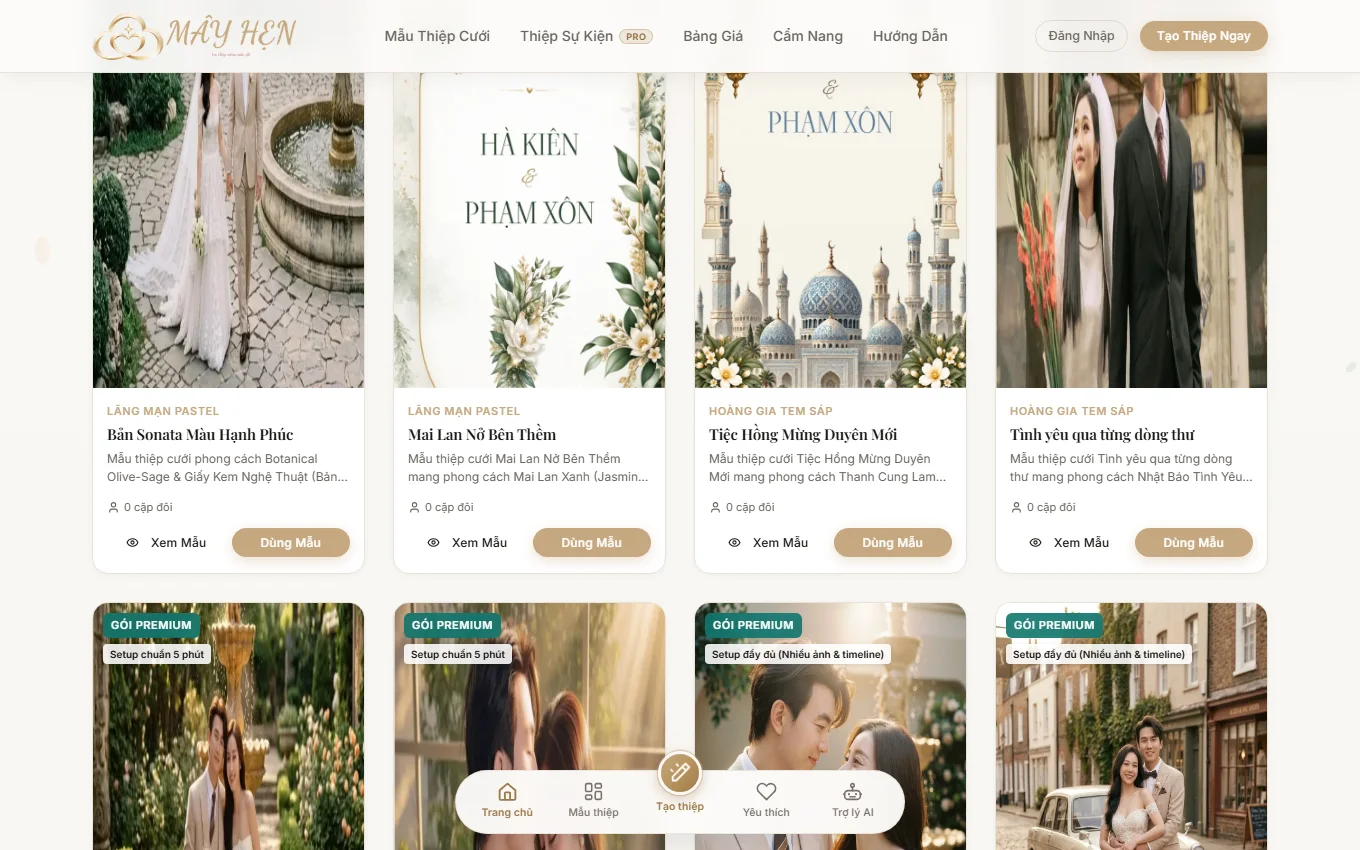 MÂY HẸN
Mẫu Thiệp Cưới
Thiệp Sự Kiện PRO
Bảng Giá
Cẩm Nang
Hướng Dẫn
Đăng Nhập
Tạo Thiệp Ngay
HÀ KIÊN
&
PHẠM XÔN
&
PHẠM XÔN
LÃNG MẠN PASTEL
Bản Sonata Màu Hạnh Phúc
Mẫu thiệp cưới phong cách Botanical
Olive-Sage & Giấy Kem Nghệ Thuật (Bản...
0 cặp đôi
Xem Mẫu
Dùng Mẫu
LÃNG MẠN PASTEL
Mai Lan Nở Bên Thềm
Mẫu thiệp cưới Mai Lan Nở Bên Thềm
mang phong cách Mai Lan Xanh (Jasmin...
0 cặp đôi
Xem Mẫu
Dùng Mẫu
HOÀNG GIA TEM SÁP
Tiệc Hồng Mừng Duyên Mới
Mẫu thiệp cưới Tiệc Hồng Mừng Duyên
Mới mang phong cách Thanh Cung Lam...
0 cặp đôi
Xem Mẫu
Dùng Mẫu
HOÀNG GIA TEM SÁP
Tình yêu qua từng dòng thư
Mẫu thiệp cưới Tình yêu qua từng dòng
thư mang phong cách Nhật Báo Tình Yêu...
0 cặp đôi
Xem Mẫu
Dùng Mẫu
GÓI PREMIUM
Setup chuẩn 5 phút
GÓI PREMIUM
Setup chuẩn 5 phút
GÓI PREMIUM
Setup đầy đủ (Nhiều ảnh & timeline)
GÓI PREMIUM
Setup đầy đủ (Nhiều ảnh & timeline)
Trang chủ
Mẫu thiệp
Tạo thiệp
Yêu thích
Trợ lý AI